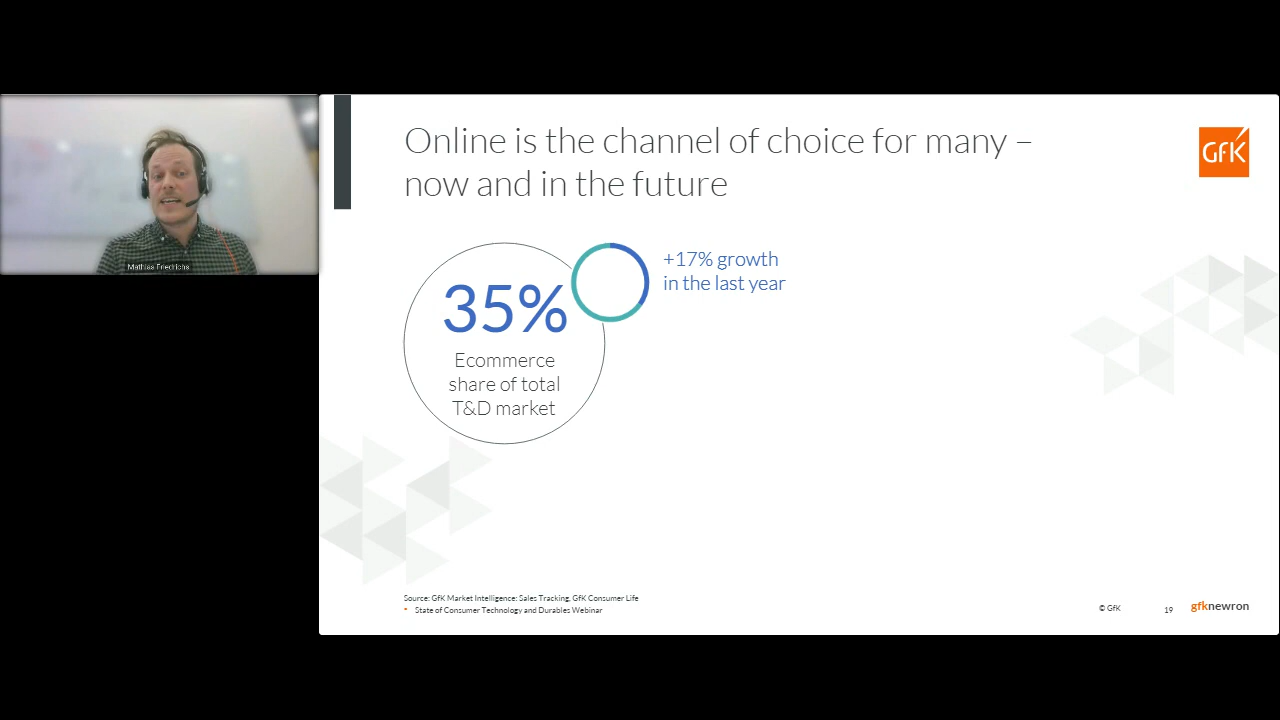 Online is the channel of choice for many –
now and in the future
GfK
+17% growth
in the last year
35%
Ecommerce
share of total
T&D market
Mathias Friedrichs
Source: GfK Market Intelligence: Sales Tracking, GfK Consumer Life
• State of Consumer Technology and Durables Webinar
© GfK
19
gfknewron